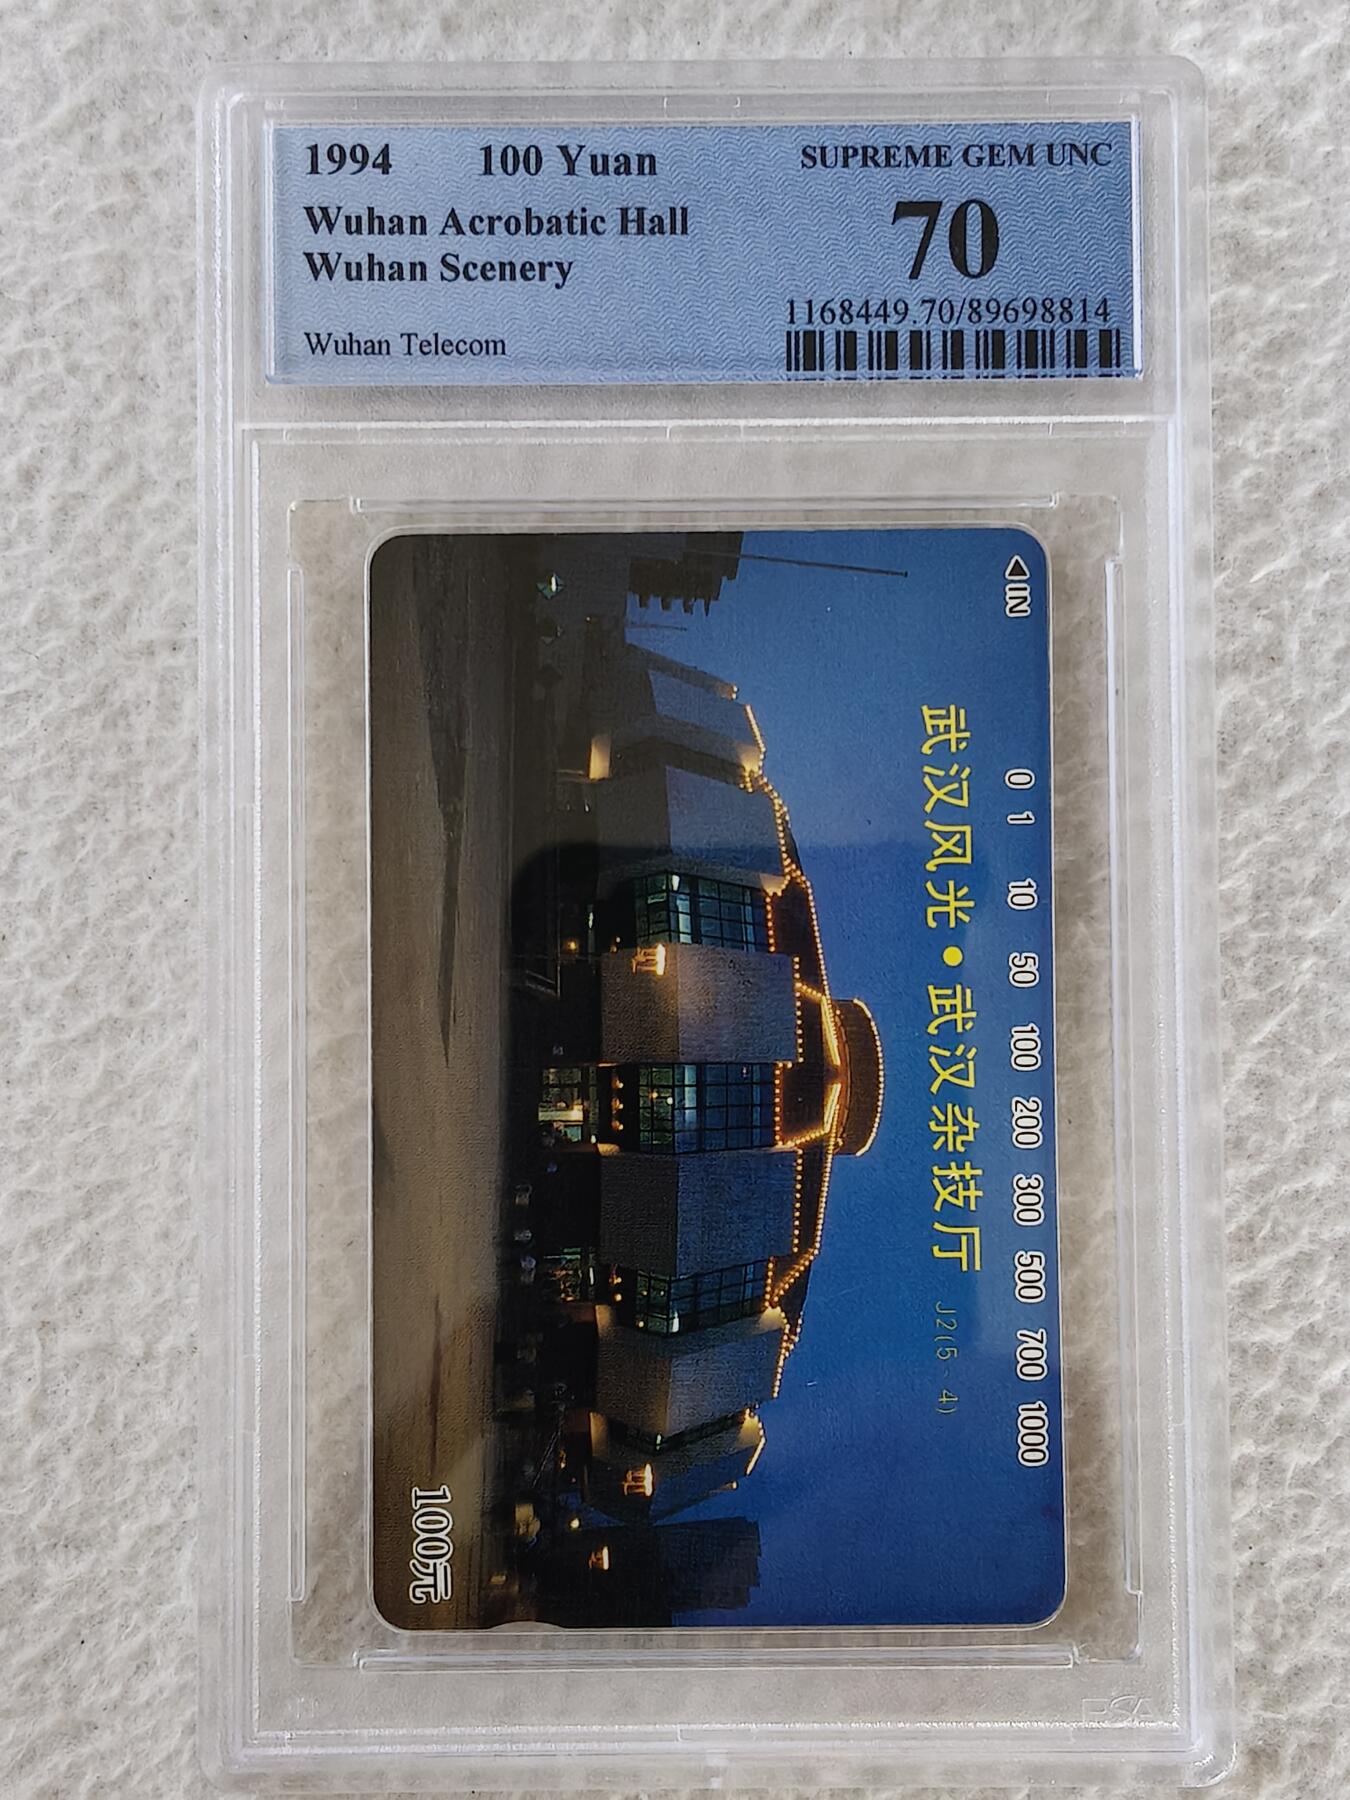 1994 100 Yuan
SUPREME GEM UNC
Wuhan Acrobatic Hall
70
Wuhan Scenery
1168449.70/89698814
Wuhan Telecom
◀IN
0 1 10 50 100 200 300 500 700 1000
武汉风光•武汉杂技厅 J2(5-4)
100元
PSA